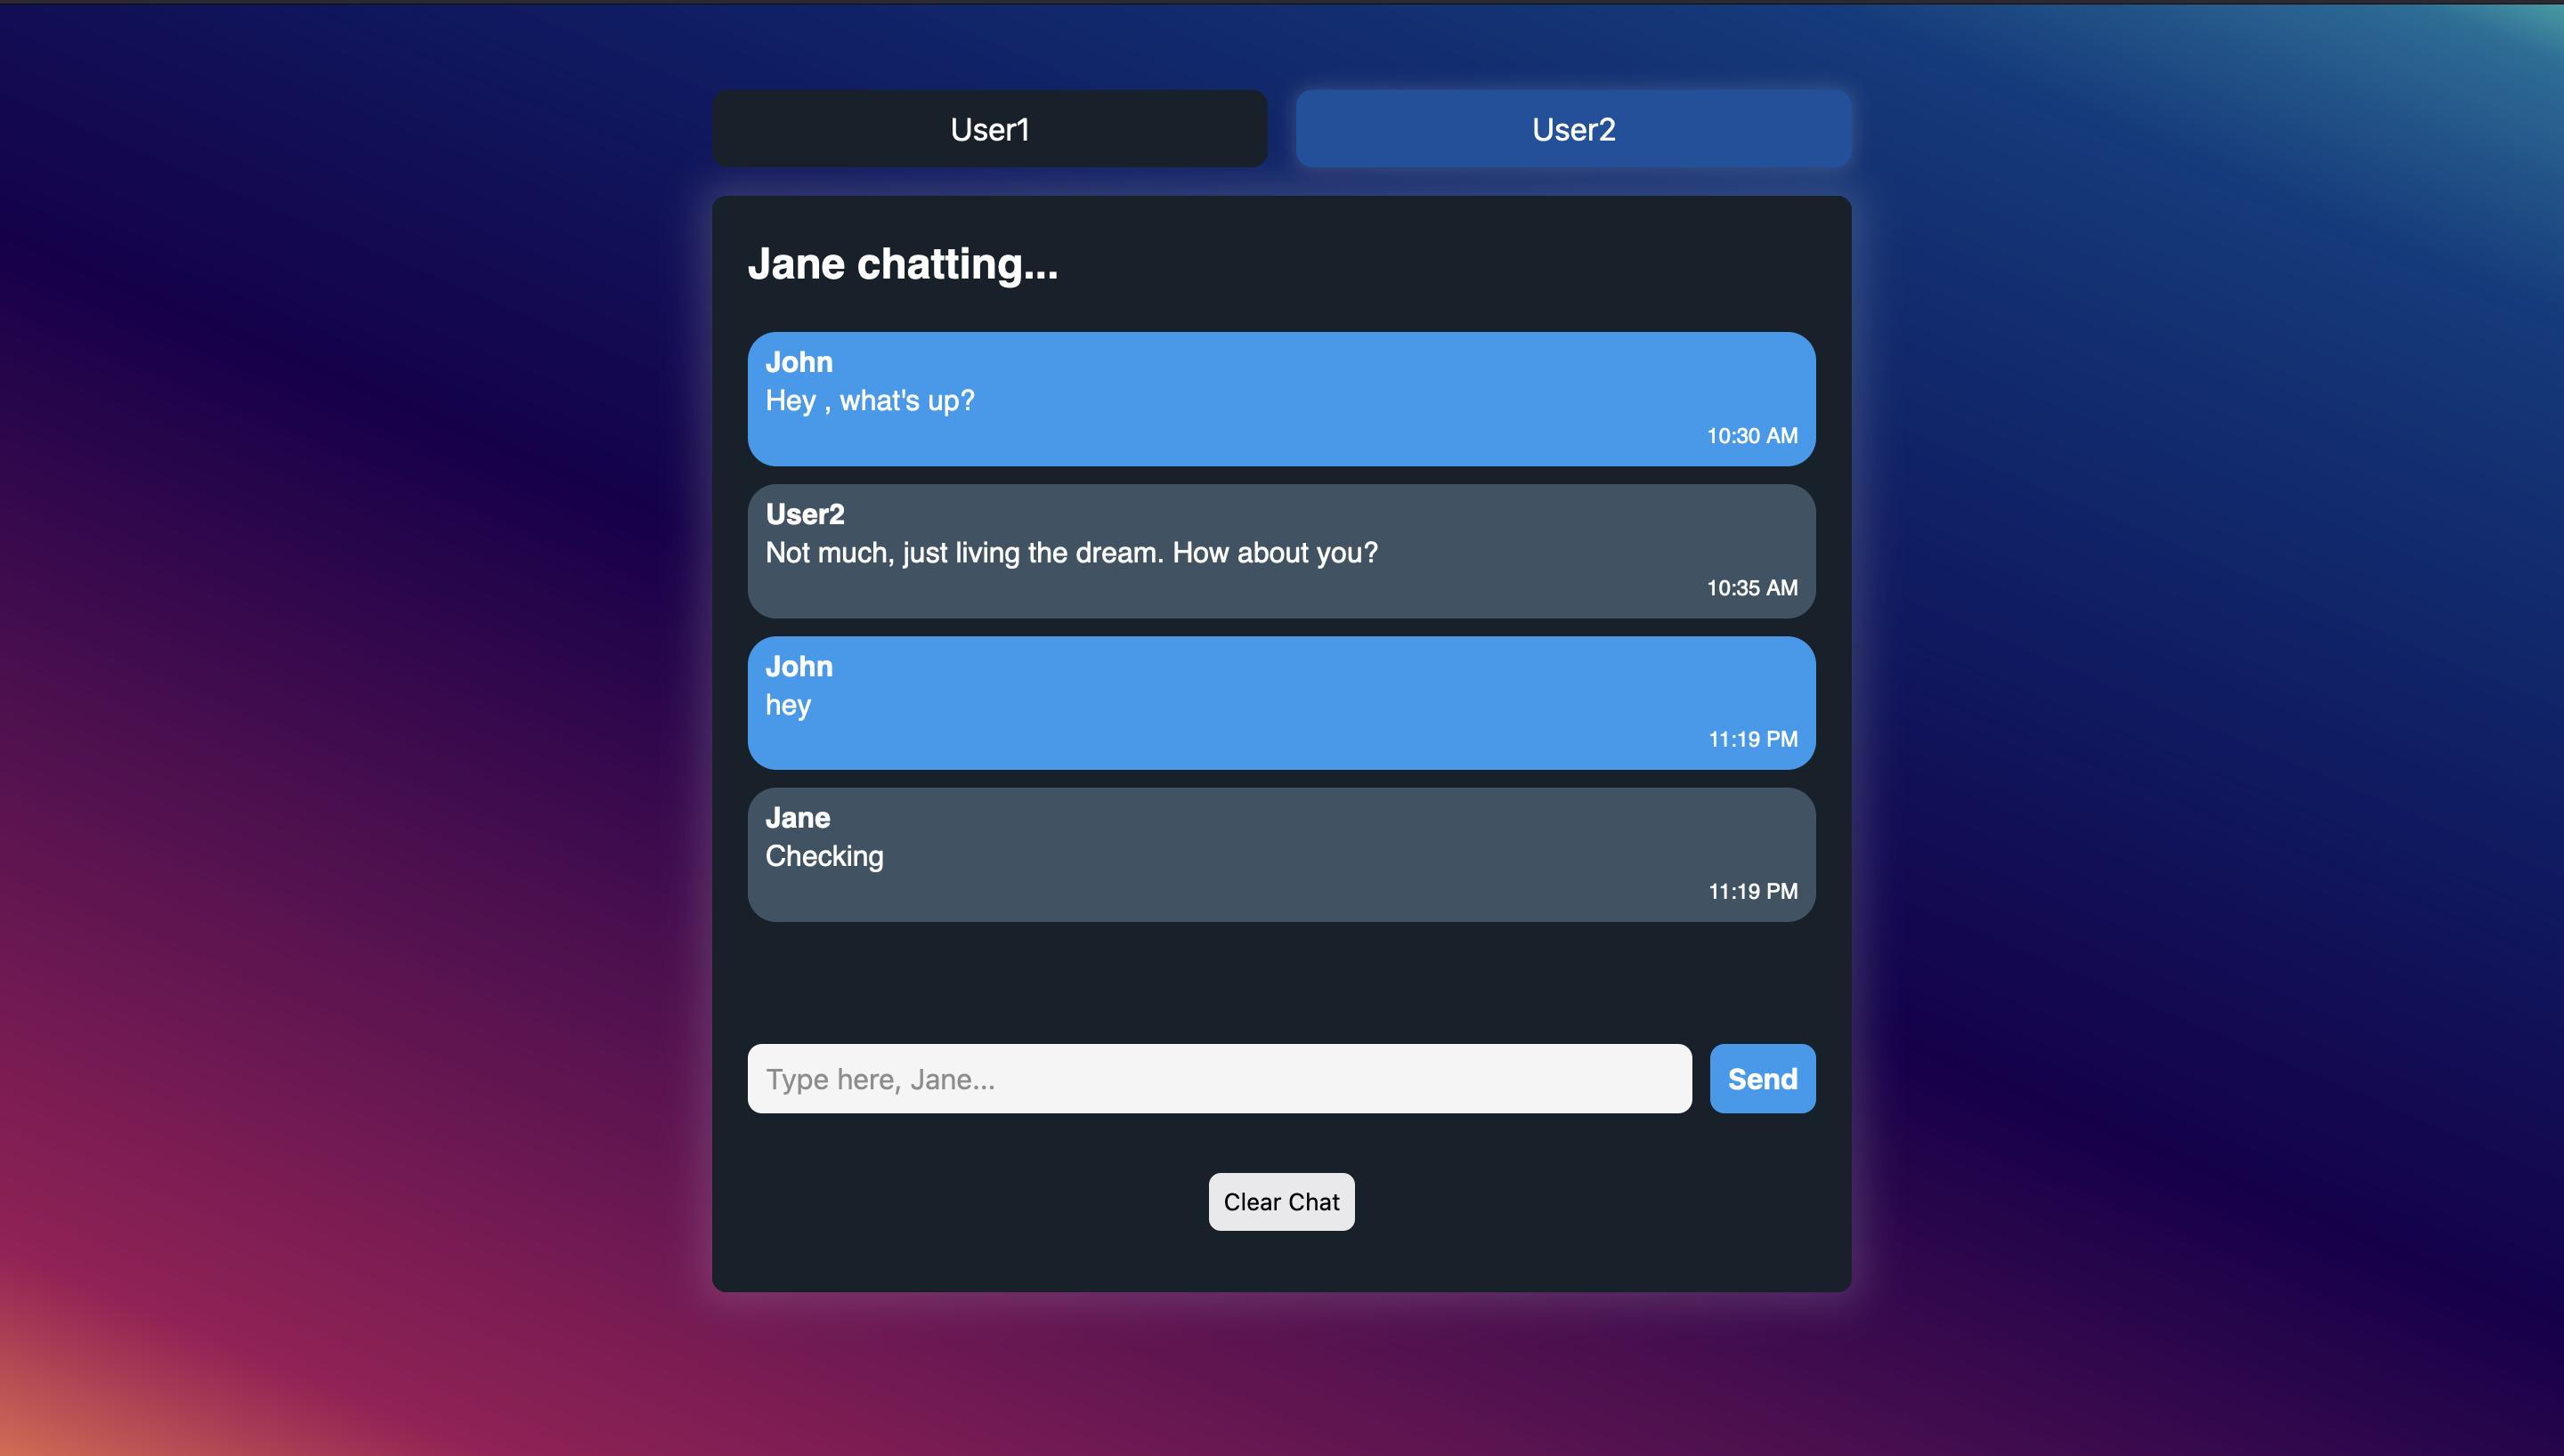 User1
User2
Jane chatting...
John
Hey , what's up?
10:30 AM
User2
Not much, just living the dream. How about you?
10:35 AM
John
hey
11:19 PM
Jane
Checking
11:19 PM
Type here, Jane...
Send
Clear Chat